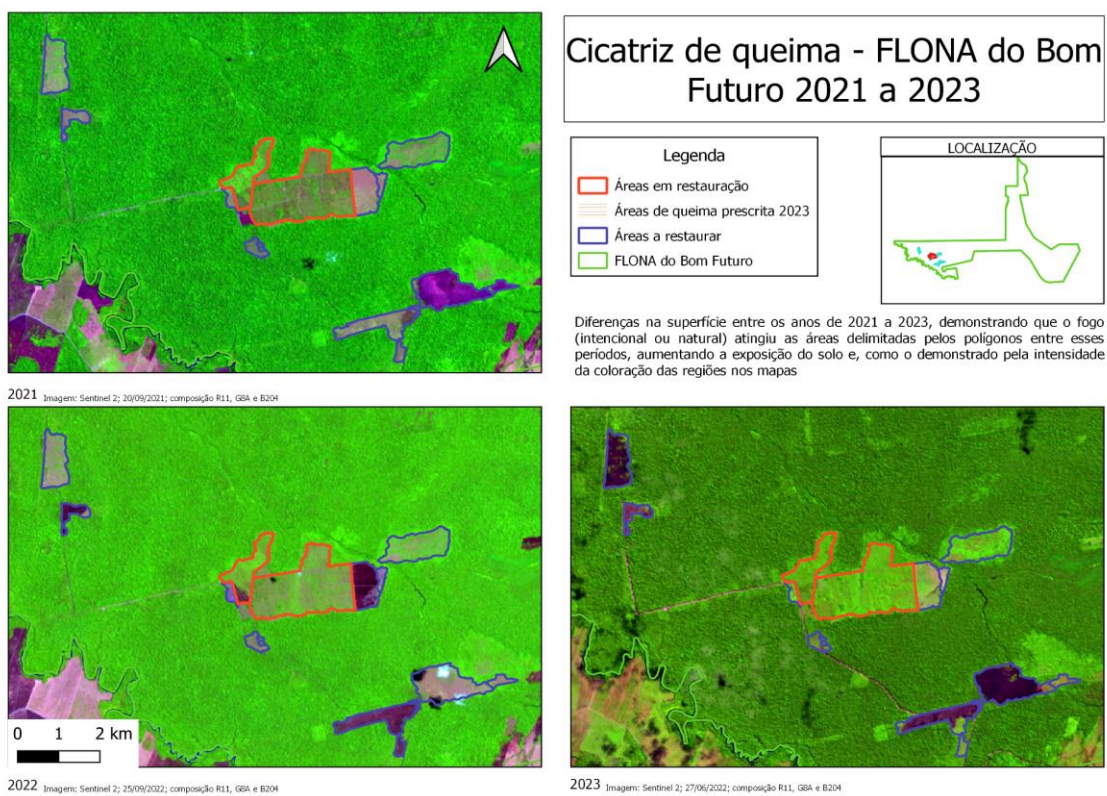 Cicatriz de queima - FLONA do Bom
Futuro 2021 a 2023
Legenda
Áreas em restauração
Áreas de queima prescrita 2023
Áreas a restaurar
FLONA do Bom Futuro
LOCALIZAÇÃO
Diferenças na superfície entre os anos de 2021 a 2023, demonstrando que o fogo
(intencional ou natural) atingiu as áreas delimitadas pelos polígonos entre esses
períodos, aumentando a exposição do solo e, como o demonstrado pela intensidade
da coloração das regiões nos mapas
2021 Imagem: Sentinel 2; 20/09/2021; composição R11, G8A e B204
0 1 2 km
2022 Imagem: Sentinel 2; 25/09/2022; composição R11, G8A e B204
2023 Imagem: Sentinel 2; 27/06/2022; composição R11, G8A e B204